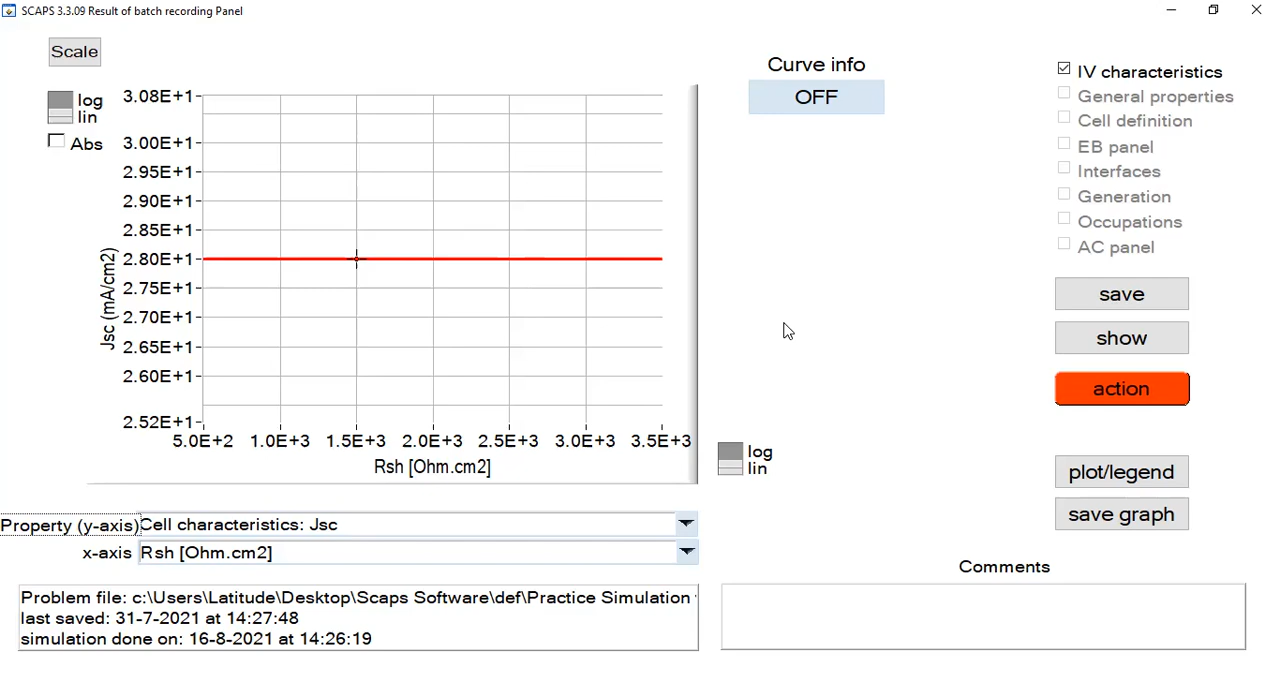 SCAPS 3.3.09 Result of batch recording Panel
Scale
log
lin
Abs
3.08E+1
3.00E+1
2.95E+1
2.90E+1
2.85E+1
2.80E+1
2.75E+1
2.70E+1
2.65E+1
2.60E+1
2.52E+1
Jsc (mA/cm2)
5.0E+2 1.0E+3 1.5E+3 2.0E+3 2.5E+3 3.0E+3 3.5E+3
Rsh [Ohm.cm2]
log
lin
Curve info
OFF
IV characteristics
General properties
Cell definition
EB panel
Interfaces
Generation
Occupations
AC panel
save
show
action
plot/legend
save graph
Property (y-axis) Cell characteristics: Jsc
x-axis Rsh [Ohm.cm2]
Problem file: c:\Users\Latitude\Desktop\Scaps Software\def\Practice Simulation
last saved: 31-7-2021 at 14:27:48
simulation done on: 16-8-2021 at 14:26:19
Comments